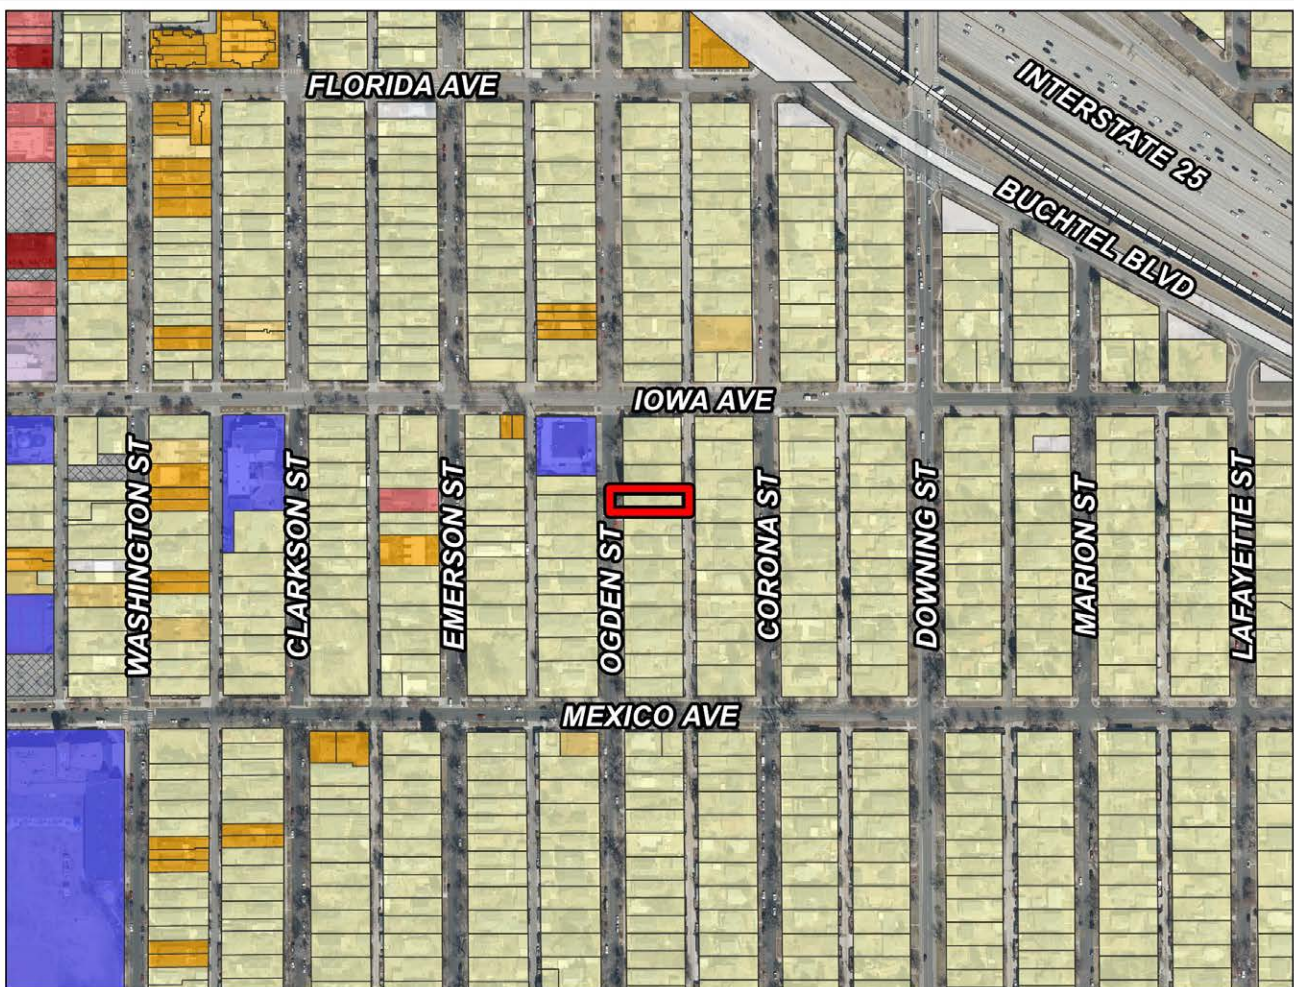 FLORIDA AVE
INTERSTATE 25
BUCHTEL BLVD
IOWA AVE
WASHINGTON ST
CLARKSON ST
EMERSON ST
OGDEN ST
CORONA ST
DOWNING ST
MARION ST
LAFAYETTE ST
MEXICO AVE